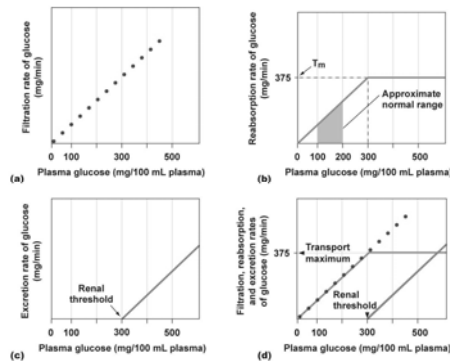 Filtration rate of glucose
(mg/min)
100
300
500
Plasma glucose (mg/100 mL plasma)
(a)
Reabsorption rate of glucose
(mg/min)
375
Tm
Approximate
normal range
100
200
300
400
500
Plasma glucose (mg/100 mL plasma)
(b)
Excretion rate of glucose
(mg/min)
Renal
threshold
100
300
500
Plasma glucose (mg/100 mL plasma)
(c)
Filtration, reabsorption,
and excretion rates
of glucose (mg/min)
375
Transport
maximum
Renal
threshold
100
300
500
Plasma glucose (mg/100 mL plasma)
(d)